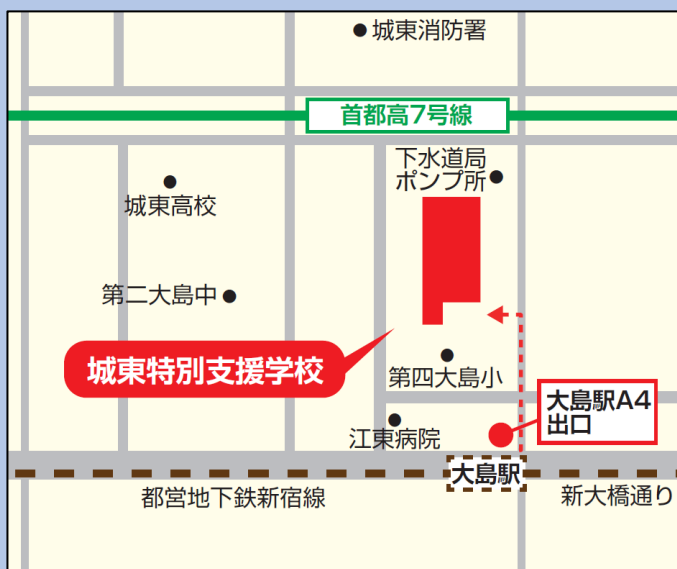 城東消防署
首都高7号線
下水道局
ポンプ所
城東高校
第二大島中
城東特別支援学校
第四大島小
大島駅A4
出口
江東病院
大島駅
都営地下鉄新宿線
新大橋通り